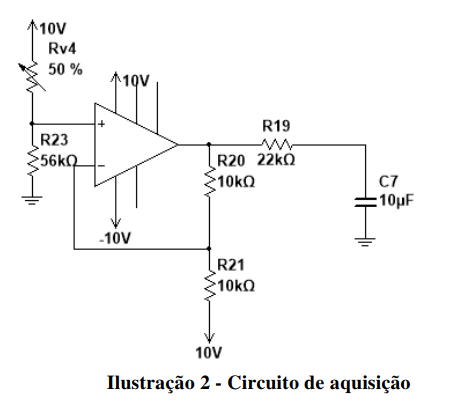 10V
Rv4
50 %
10V
+
R23
56kΩ
-10V
R19
22kΩ
R20
10kΩ
C7
10µF
R21
10kΩ
10V
Ilustração 2 - Circuito de aquisição